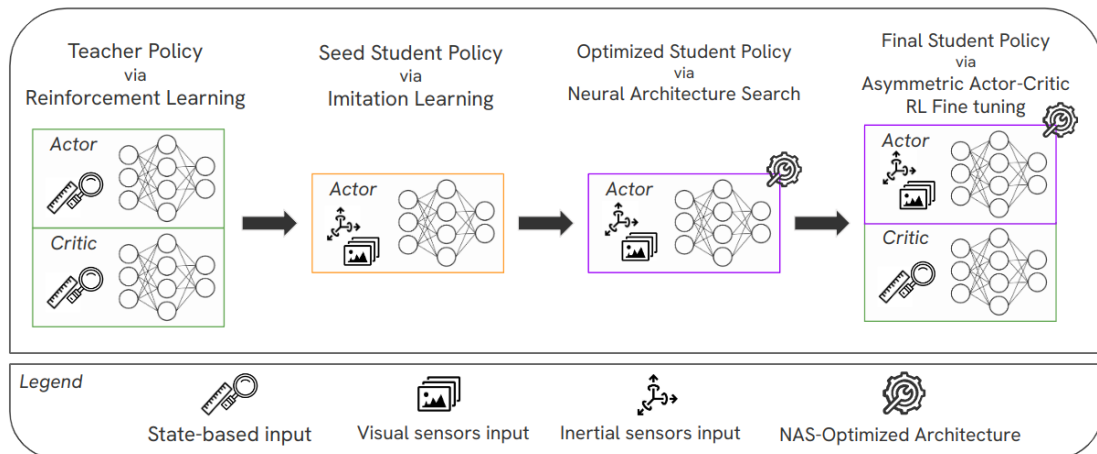 Teacher Policy
via
Reinforcement Learning
Actor
Critic
Seed Student Policy
via
Imitation Learning
Actor
Optimized Student Policy
via
Neural Architecture Search
Actor
Final Student Policy
via
Asymmetric Actor-Critic
RL Fine tuning
Actor
Critic
Legend
State-based input
Visual sensors input
Inertial sensors input
NAS-Optimized Architecture